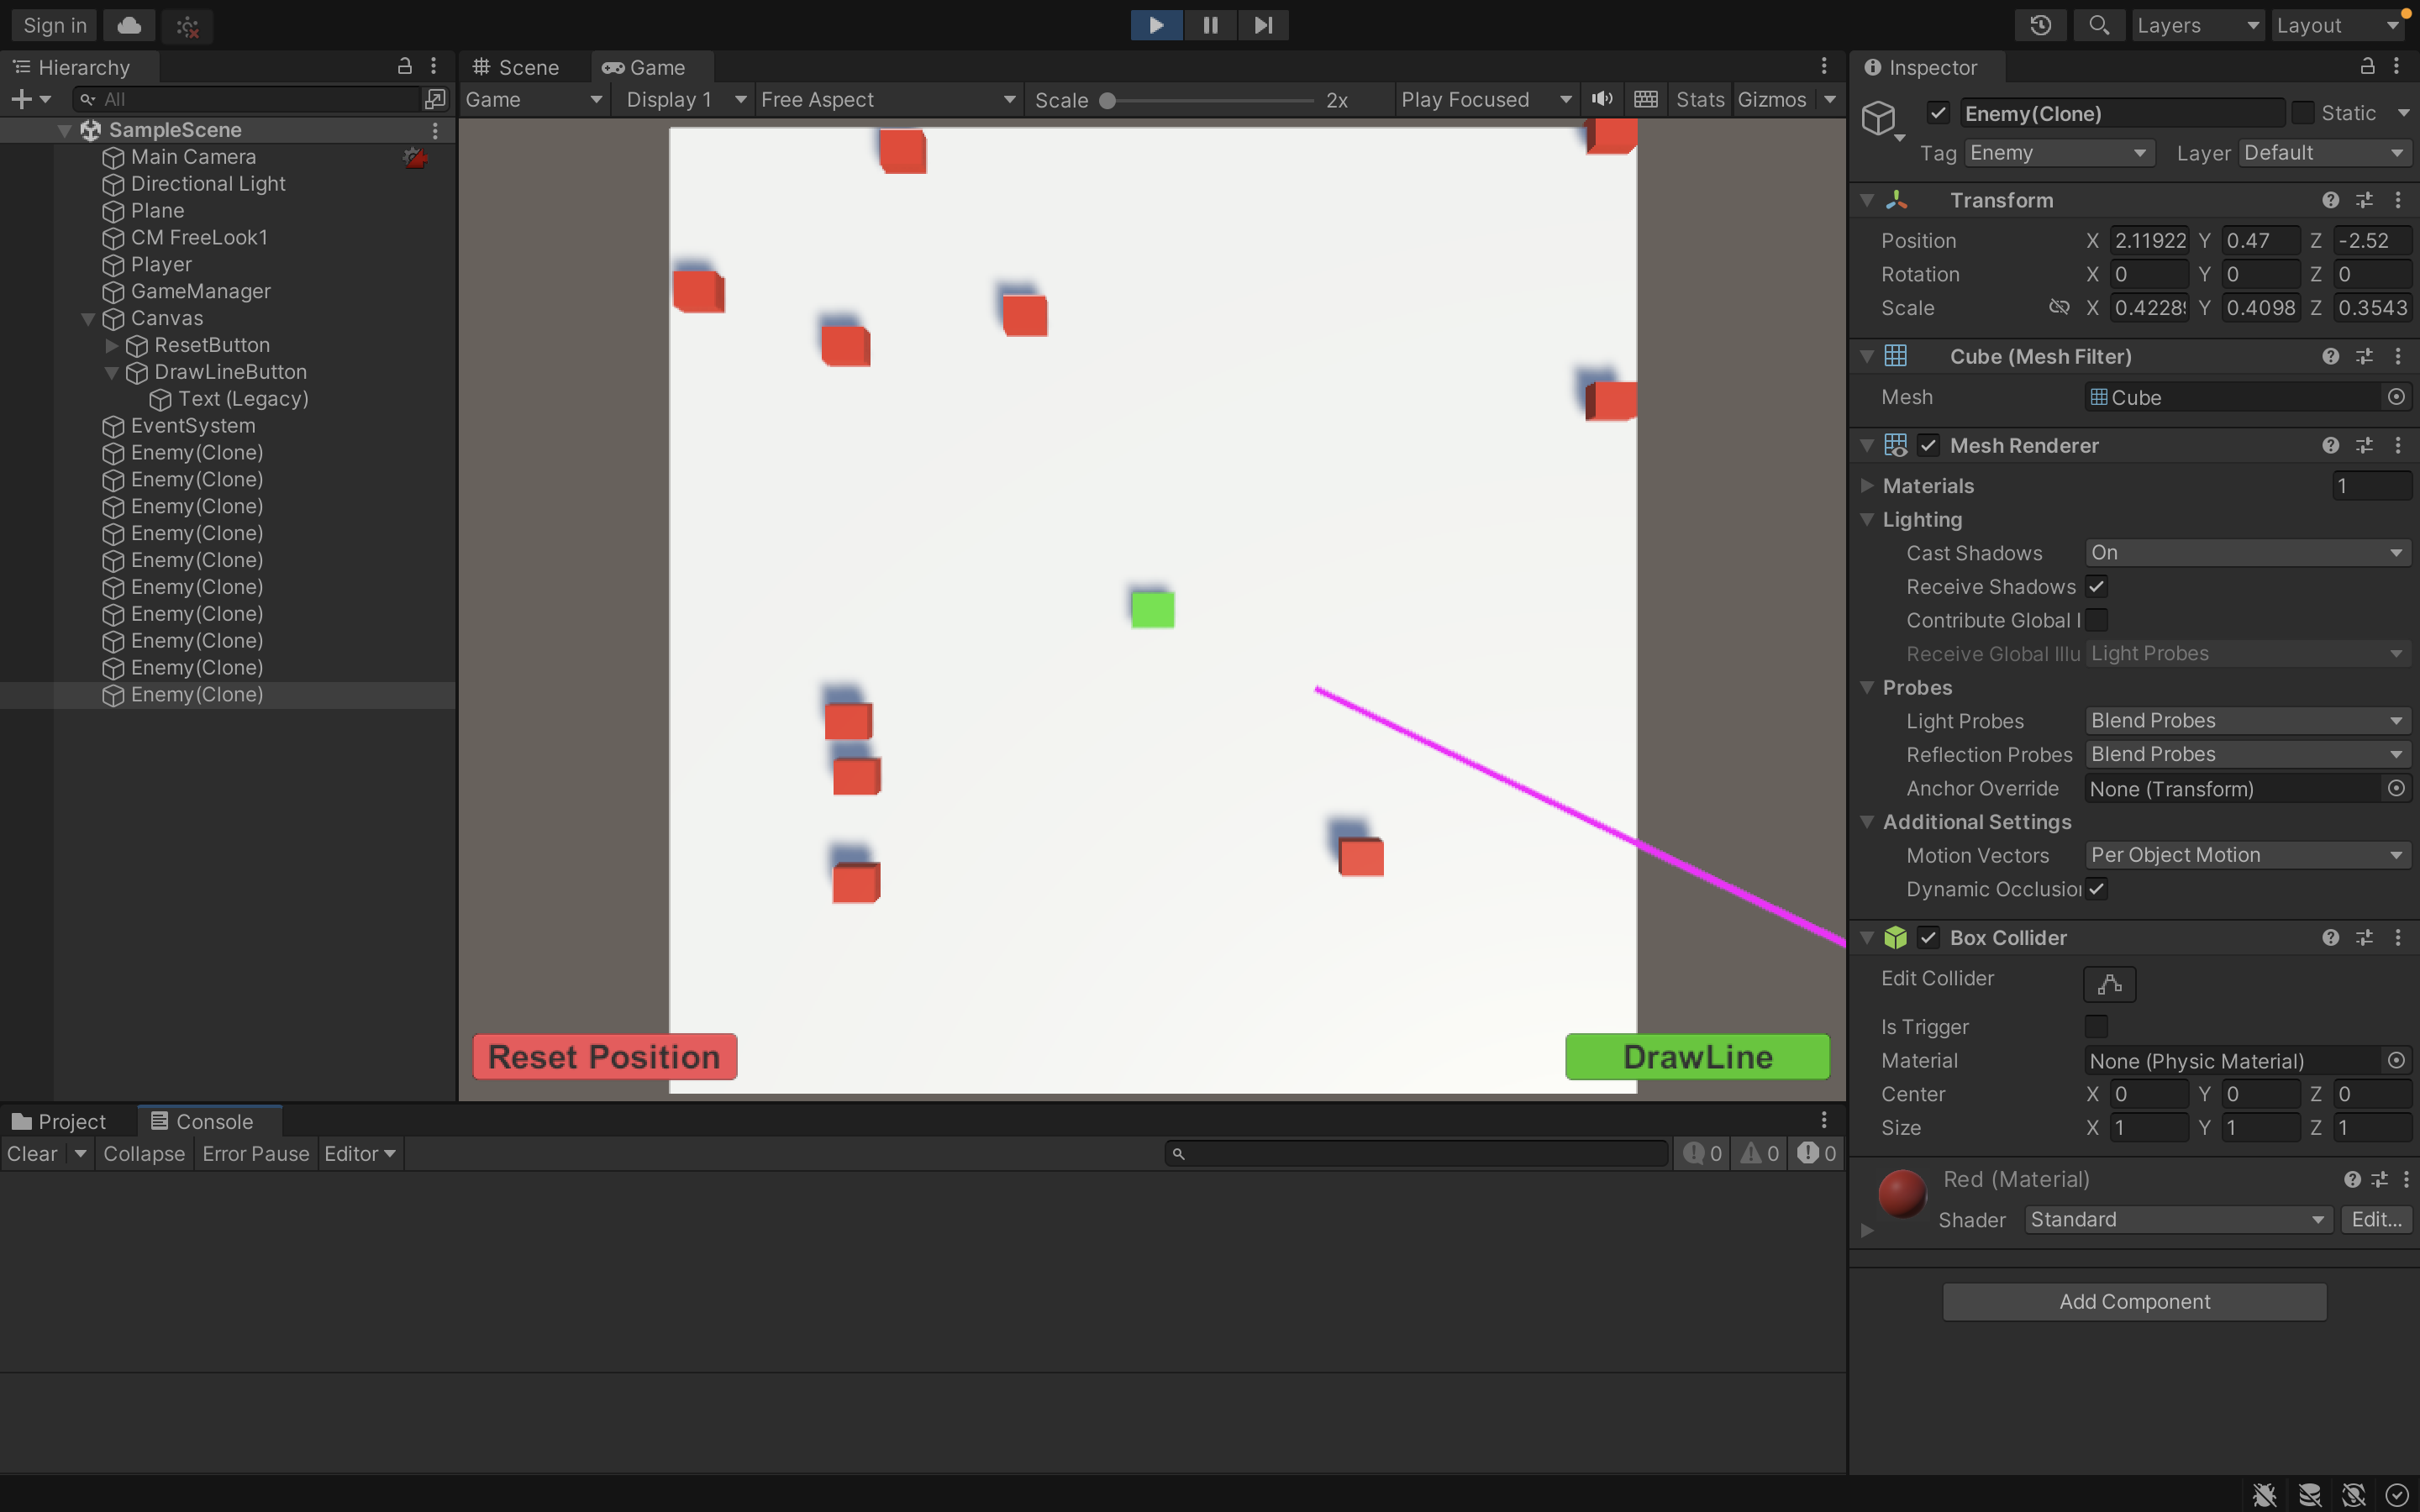 Sign in
Layers
Layout
Hierarchy
All
SampleScene
Main Camera
Directional Light
Plane
CM FreeLook1
Player
GameManager
Canvas
ResetButton
DrawLineButton
Text (Legacy)
EventSystem
Enemy(Clone)
Enemy(Clone)
Enemy(Clone)
Enemy(Clone)
Enemy(Clone)
Enemy(Clone)
Enemy(Clone)
Enemy(Clone)
Enemy(Clone)
Enemy(Clone)
Scene Game
Game Display 1 Free Aspect Scale 2x Play Focused Stats Gizmos
Reset Position
DrawLine
Project Console
Clear Collapse Error Pause Editor 0 0 0
Inspector
Enemy(Clone) Static
Tag Enemy Layer Default
Transform
Position X 2.11922 Y 0.47 Z -2.52
Rotation X 0 Y 0 Z 0
Scale X 0.4228 Y 0.4098 Z 0.3543
Cube (Mesh Filter)
Mesh Cube
Mesh Renderer
Materials 1
Lighting
Cast Shadows On
Receive Shadows
Contribute Global I
Receive Global Illu Light Probes
Probes
Light Probes Blend Probes
Reflection Probes Blend Probes
Anchor Override None (Transform)
Additional Settings
Motion Vectors Per Object Motion
Dynamic Occlusio
Box Collider
Edit Collider
Is Trigger
Material None (Physic Material)
Center X 0 Y 0 Z 0
Size X 1 Y 1 Z 1
Red (Material)
Shader Standard Edit...
Add Component